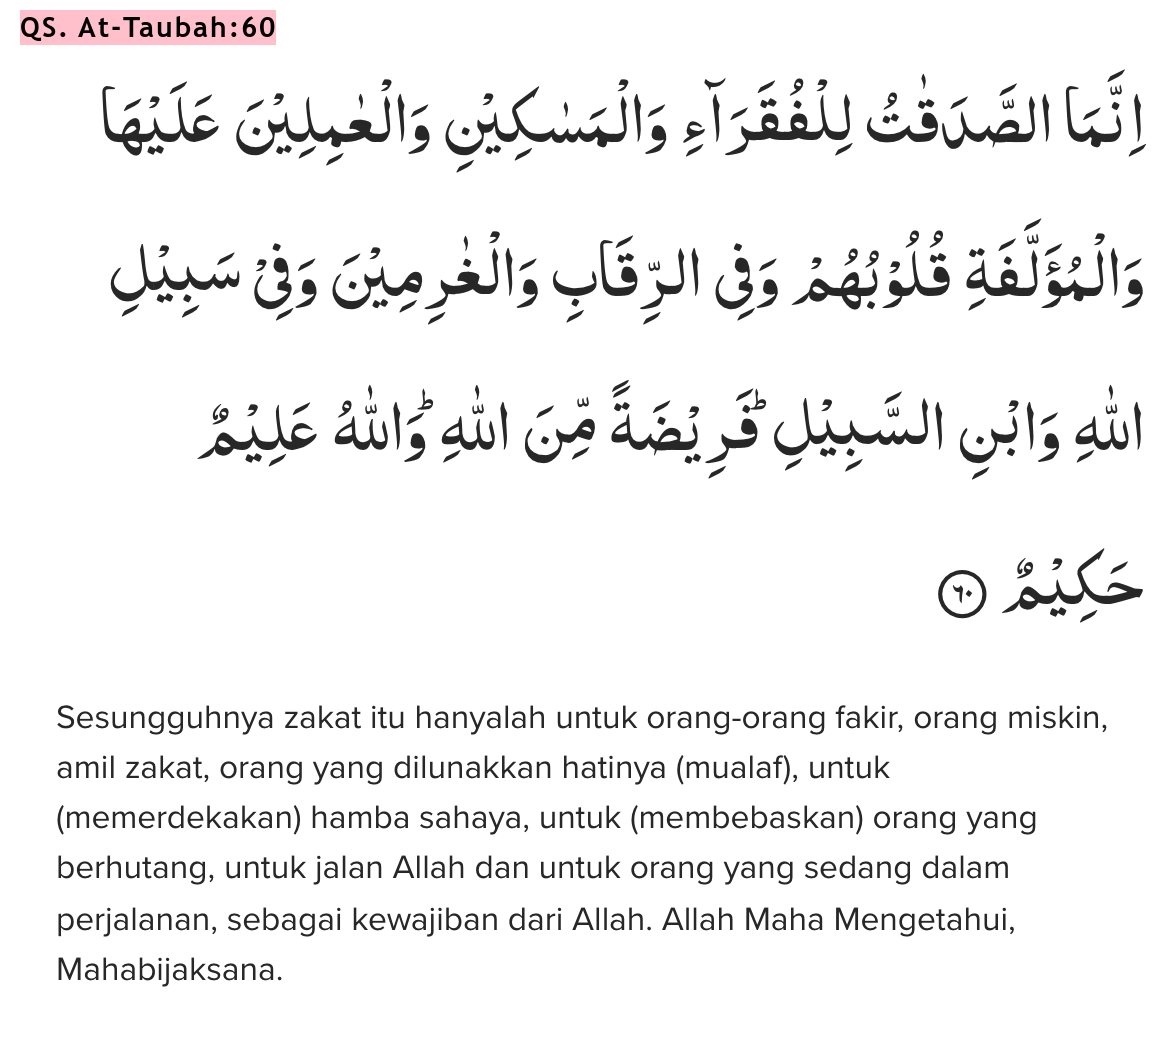 QS. At-Taubah:60
اِنَّمَا الصَّدَقٰتُ لِلْفُقَرَاۤءِ وَالْمَسٰكِيْنِ وَالْعٰمِلِيْنَ عَلَيْهَا
وَالْمُؤَلَّفَةِ قُلُوْبُهُمْ وَفِى الرِّقَابِ وَالْغٰرِمِيْنَ وَفِيْ سَبِيْلِ
اللّٰهِ وَابْنِ السَّبِيْلِۗ فَرِيْضَةً مِّنَ اللّٰهِ ۗوَاللّٰهُ عَلِيْمٌ
حَكِيْمٌ ٦٠
Sesungguhnya zakat itu hanyalah untuk orang-orang fakir, orang miskin,
amil zakat, orang yang dilunakkan hatinya (mualaf), untuk
(memerdekakan) hamba sahaya, untuk (membebaskan) orang yang
berhutang, untuk jalan Allah dan untuk orang yang sedang dalam
perjalanan, sebagai kewajiban dari Allah. Allah Maha Mengetahui,
Mahabijaksana.